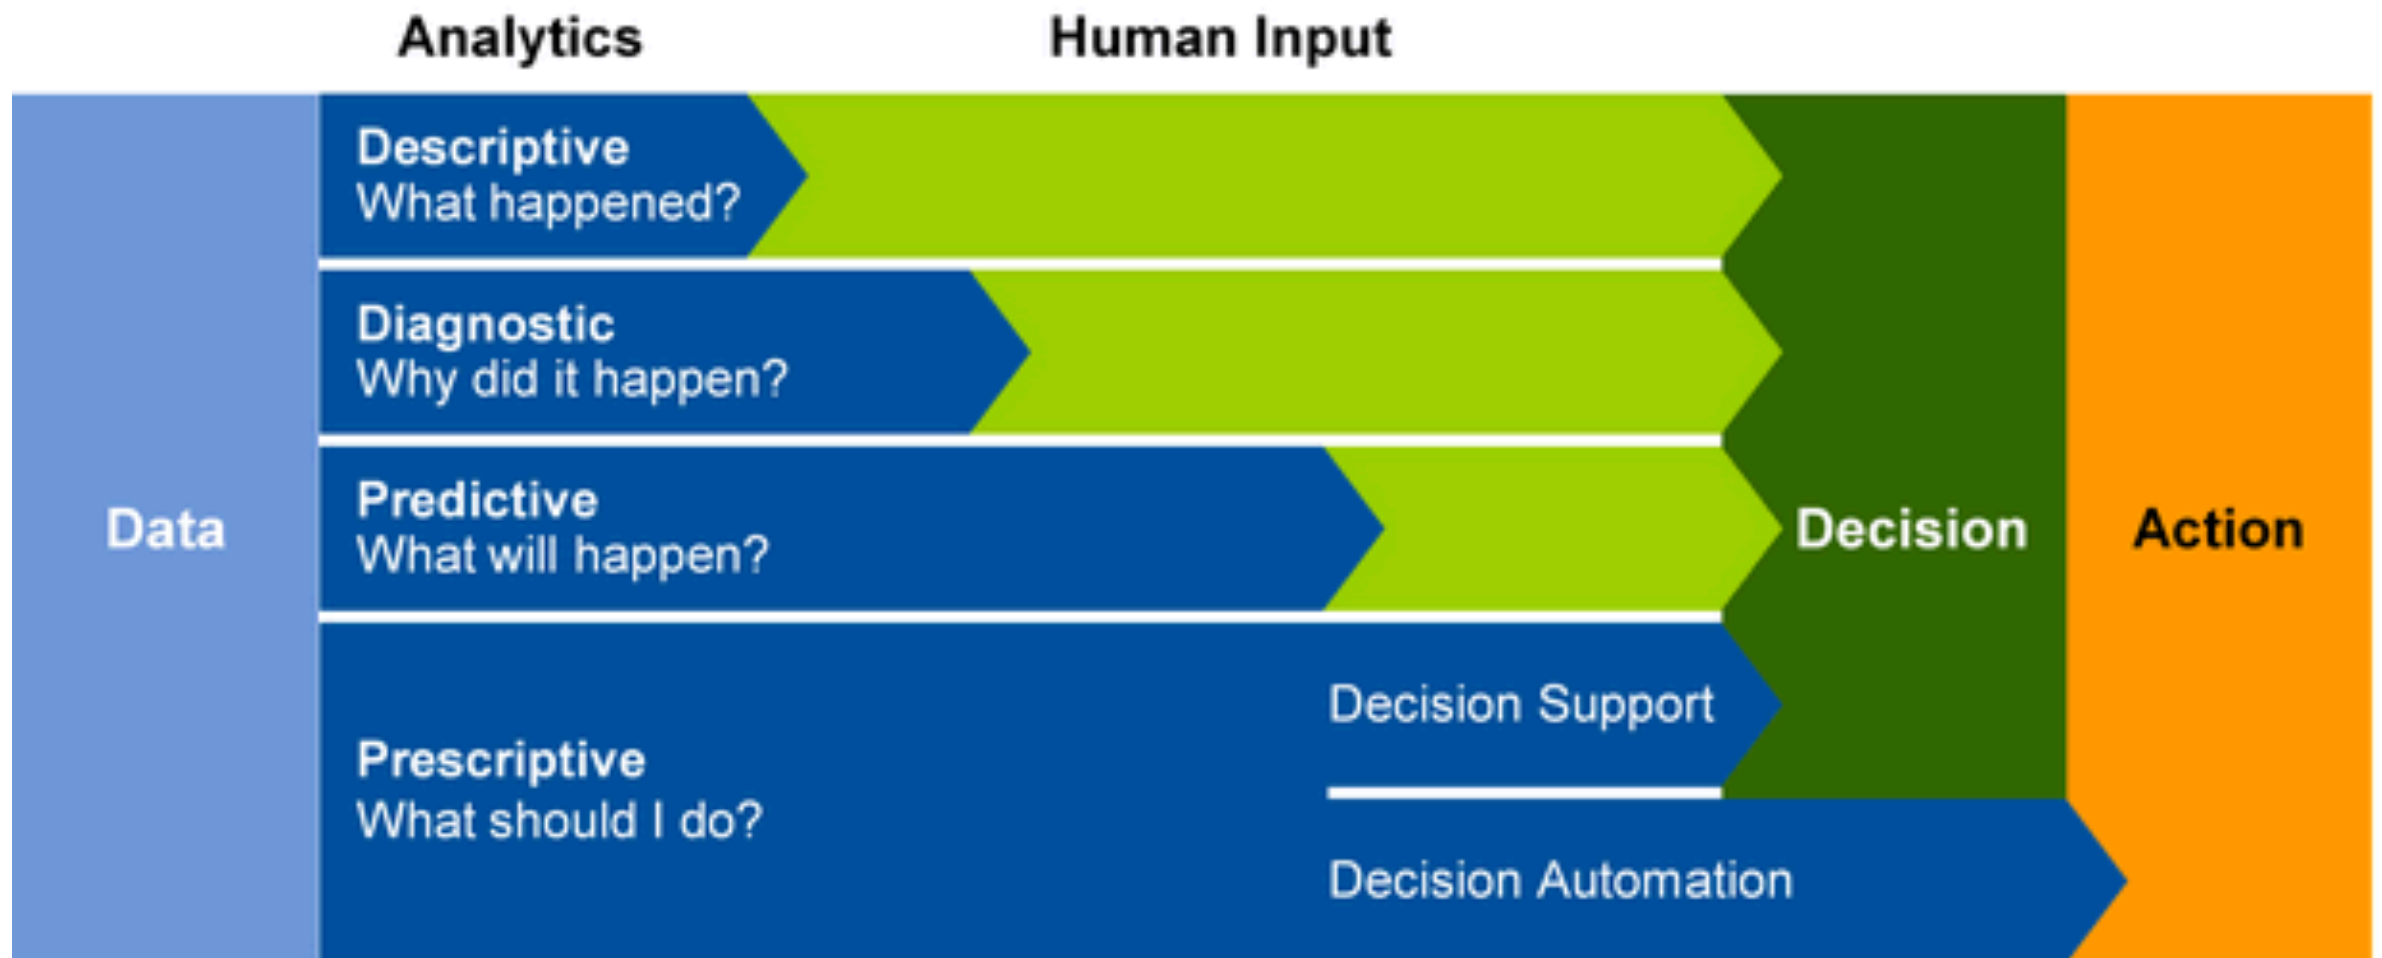 Analytics
Human Input
Descriptive
What happened?
Diagnostic
Why did it happen?
Predictive
What will happen?
Data
Decision
Action
Decision Support
Prescriptive
What should I do?
Decision Automation